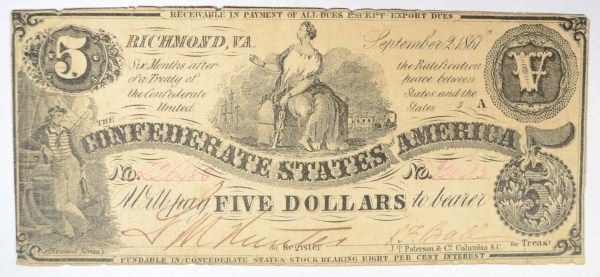 RECEIVABLE IN PAYMENT OF ALL DUES EXCEPT EXPORT DUES
5
RICHMOND, VA.
September 2, 1861
V
Six Months after
the Ratification
of a Treaty of
peace between
the Confederate
States and the
United
States
A
THE
CONFEDERATE STATES OF AMERICA
No.
No.
5
Will pay FIVE DOLLARS to bearer
for Register
for Treasr
Second Series
J T Paterson & Co. Columbia S.C.
FUNDABLE IN CONFEDERATE STATES STOCK BEARING EIGHT PER CENT INTEREST